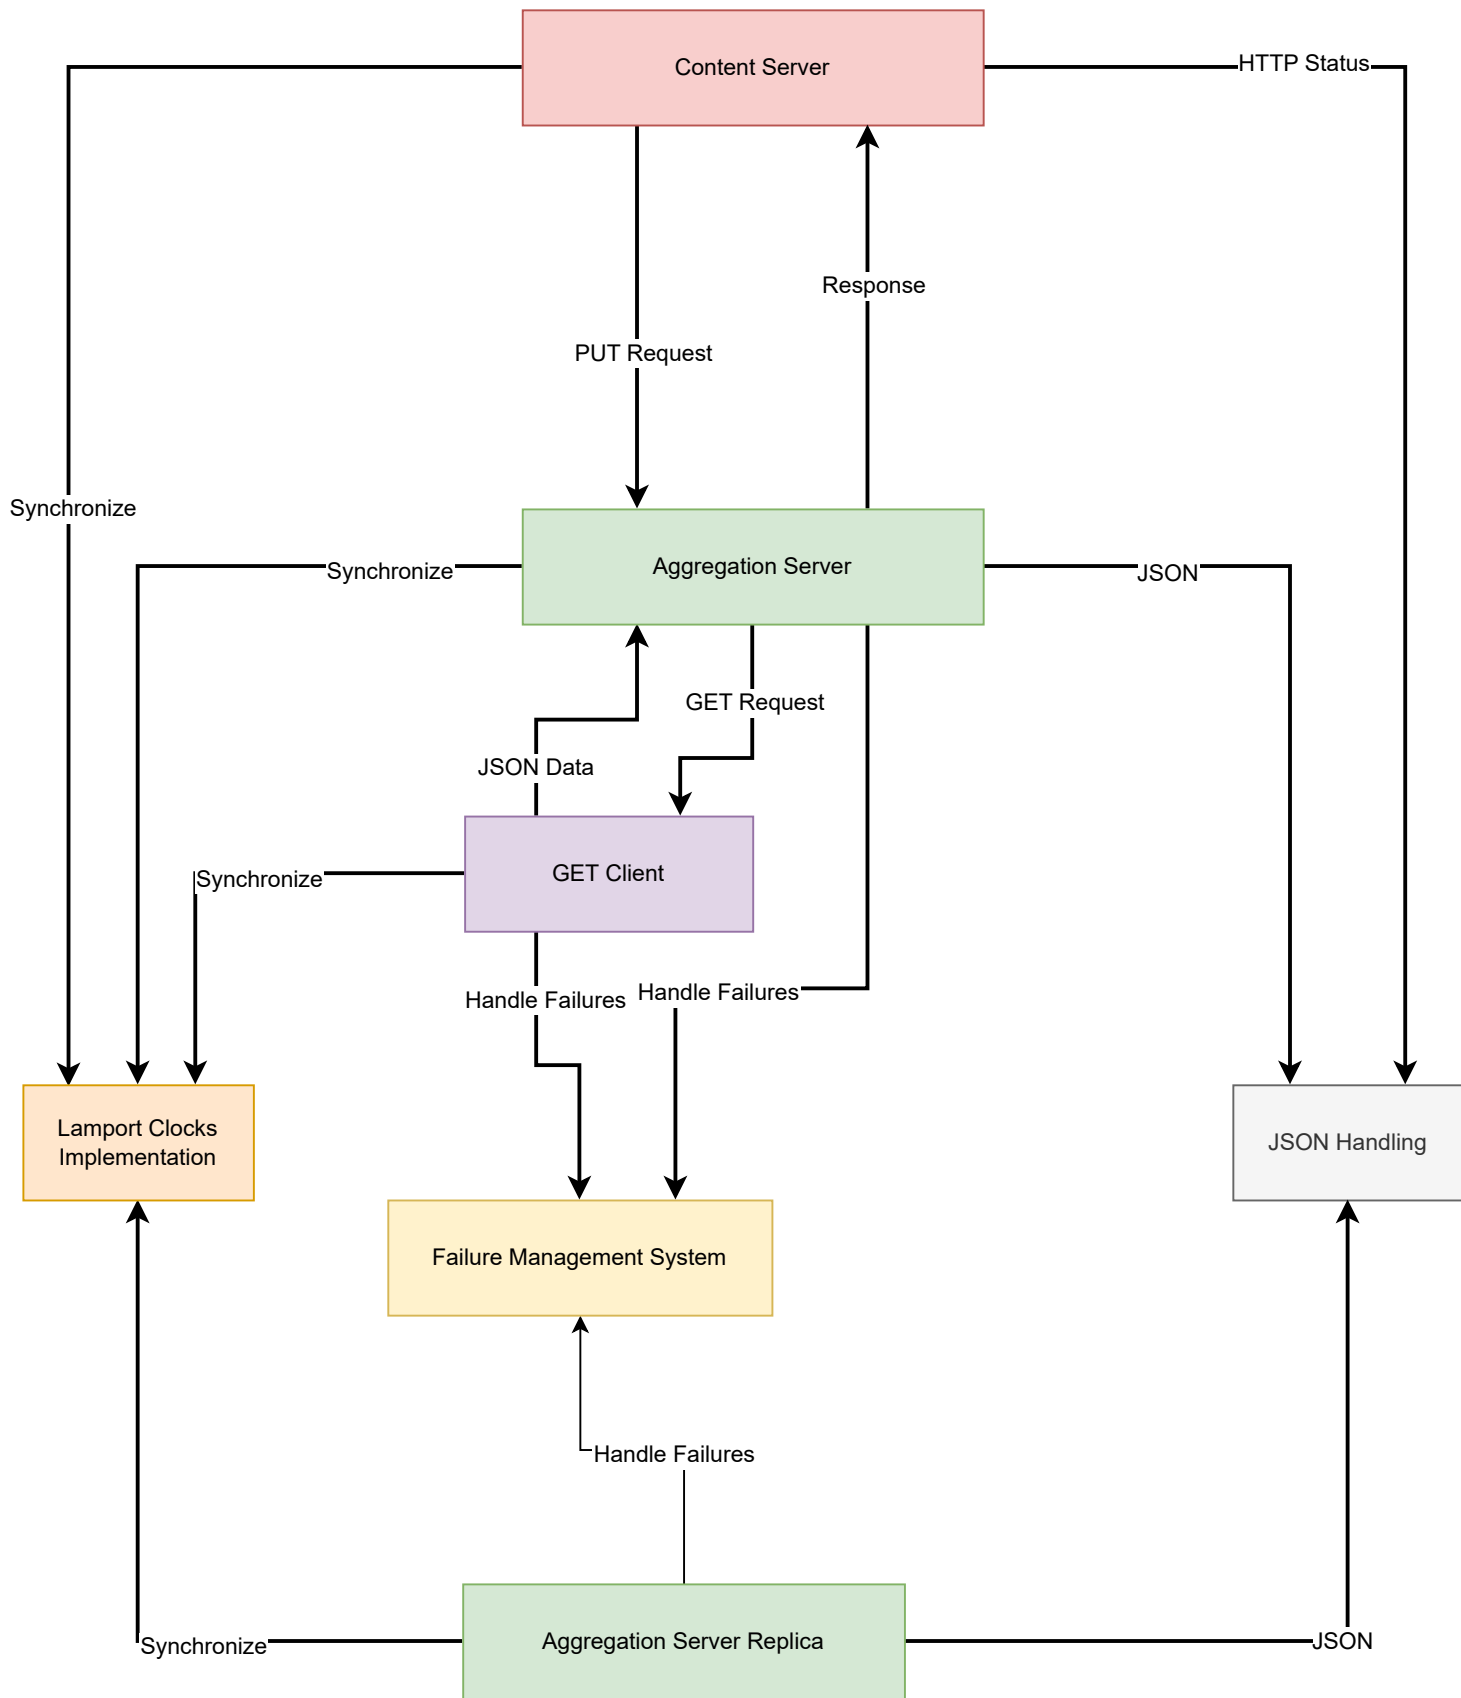 Content Server
HTTP Status
Response
PUT Request
Synchronize
Aggregation Server
Synchronize
JSON
GET Request
JSON Data
GET Client
Synchronize
Handle Failures
Handle Failures
Lamport Clocks
Implementation
JSON Handling
Failure Management System
Handle Failures
Aggregation Server Replica
Synchronize
JSON